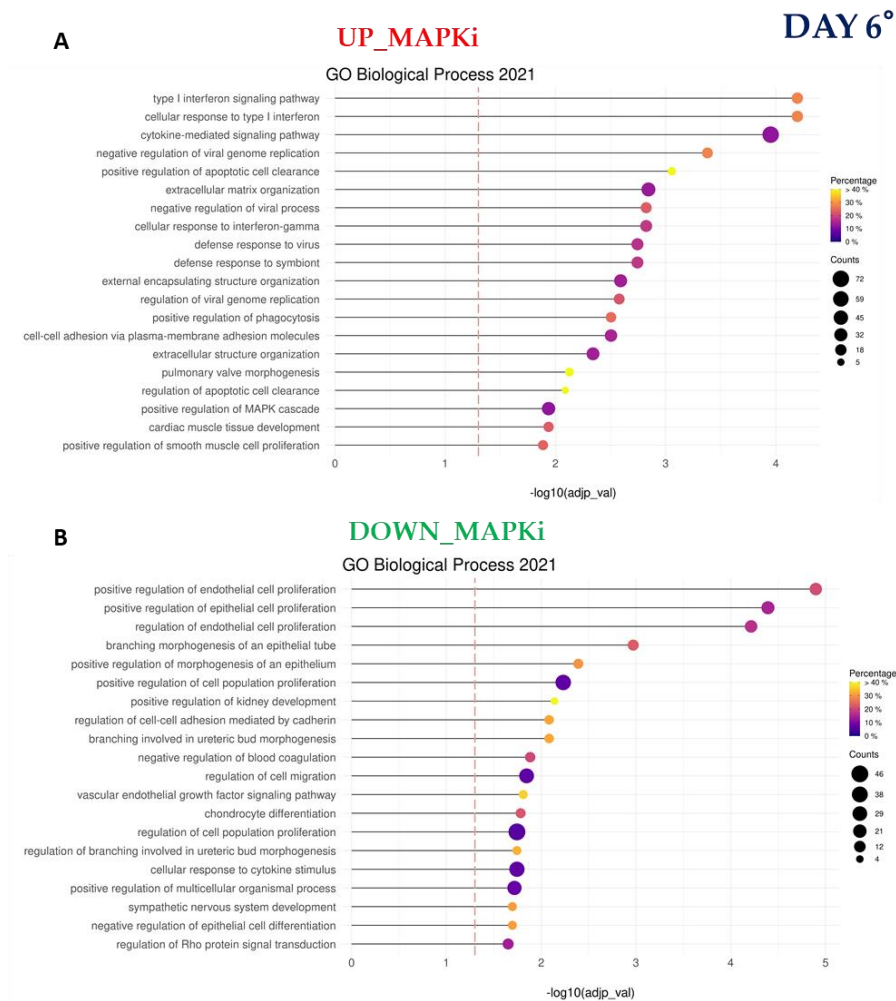 DAY 6°
A
UP_MAPKi
GO Biological Process 2021
type I interferon signaling pathway
cellular response to type I interferon
cytokine-mediated signaling pathway
negative regulation of viral genome replication
positive regulation of apoptotic cell clearance
extracellular matrix organization
negative regulation of viral process
cellular response to interferon-gamma
defense response to virus
defense response to symbiont
external encapsulating structure organization
regulation of viral genome replication
positive regulation of phagocytosis
cell-cell adhesion via plasma-membrane adhesion molecules
extracellular structure organization
pulmonary valve morphogenesis
regulation of apoptotic cell clearance
positive regulation of MAPK cascade
cardiac muscle tissue development
positive regulation of smooth muscle cell proliferation
0 1 2 3 4
-log10(adjp_val)
Percentage
> 40 %
30 %
20 %
10 %
0 %
Counts
72
59
45
32
18
5
B
DOWN_MAPKi
GO Biological Process 2021
positive regulation of endothelial cell proliferation
positive regulation of epithelial cell proliferation
regulation of endothelial cell proliferation
branching morphogenesis of an epithelial tube
positive regulation of morphogenesis of an epithelium
positive regulation of cell population proliferation
positive regulation of kidney development
regulation of cell-cell adhesion mediated by cadherin
branching involved in ureteric bud morphogenesis
negative regulation of blood coagulation
regulation of cell migration
vascular endothelial growth factor signaling pathway
chondrocyte differentiation
regulation of cell population proliferation
regulation of branching involved in ureteric bud morphogenesis
cellular response to cytokine stimulus
positive regulation of multicellular organismal process
sympathetic nervous system development
negative regulation of epithelial cell differentiation
regulation of Rho protein signal transduction
0 1 2 3 4 5
-log10(adjp_val)
Percentage
> 40 %
30 %
20 %
10 %
0 %
Counts
46
38
29
21
12
4